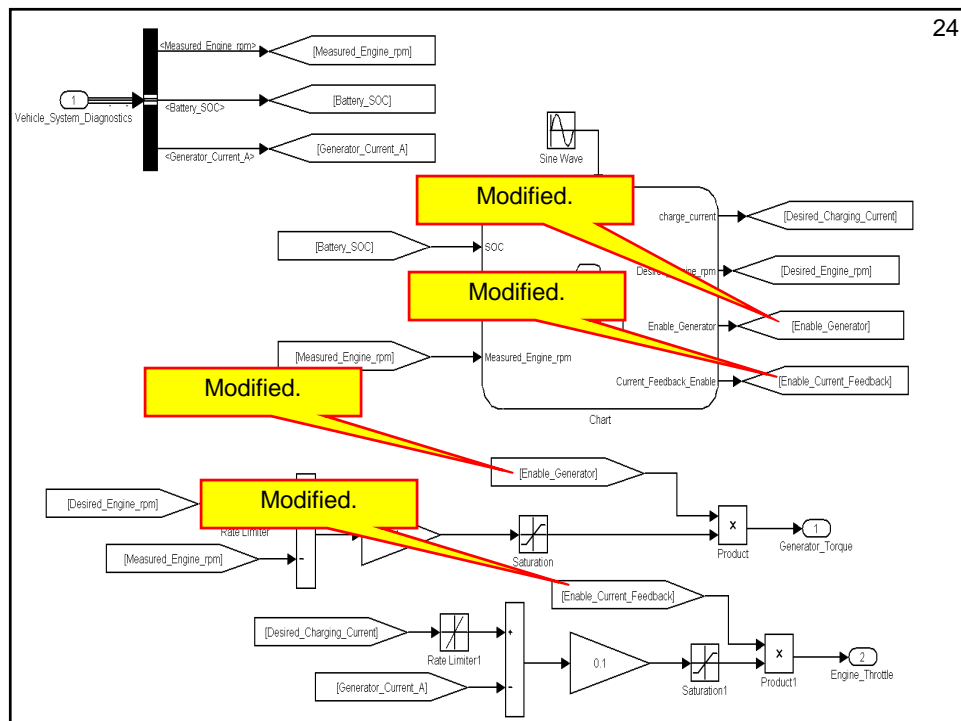 24
<Measured_Engine_rpm>
[Measured_Engine_rpm]
1
Vehicle_System_Diagnostics
<Battery_SOC>
[Battery_SOC]
<Generator_Current_A>
[Generator_Current_A]
Sine Wave
Modified.
charge_current
[Desired_Charging_Current]
[Battery_SOC]
SOC
[Desired_Engine_rpm]
Modified.
Enable_Generator
[Enable_Generator]
[Measured_Engine_rpm]
Measured_Engine_rpm
Current_Feedback_Enable
[Enable_Current_Feedback]
Modified.
Chart
[Enable_Generator]
[Desired_Engine_rpm]
Modified.
Rate Limiter
x
Product
1
Generator_Torque
[Measured_Engine_rpm]
-
Saturation
[Enable_Current_Feedback]
[Desired_Charging_Current]
Rate Limiter1
+
0.1
x
Product1
2
Engine_Throttle
[Generator_Current_A]
-
Saturation1